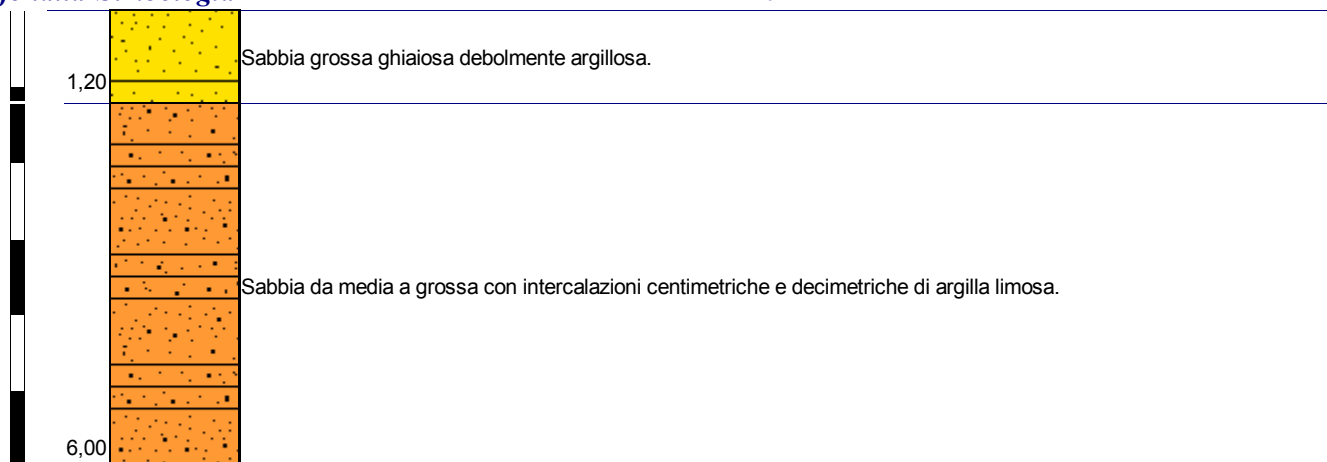 Sabbia grossa ghiaiosa debolmente argillosa.
1,20
Sabbia da media a grossa con intercalazioni centimetriche e decimetriche di argilla limosa.
6,00